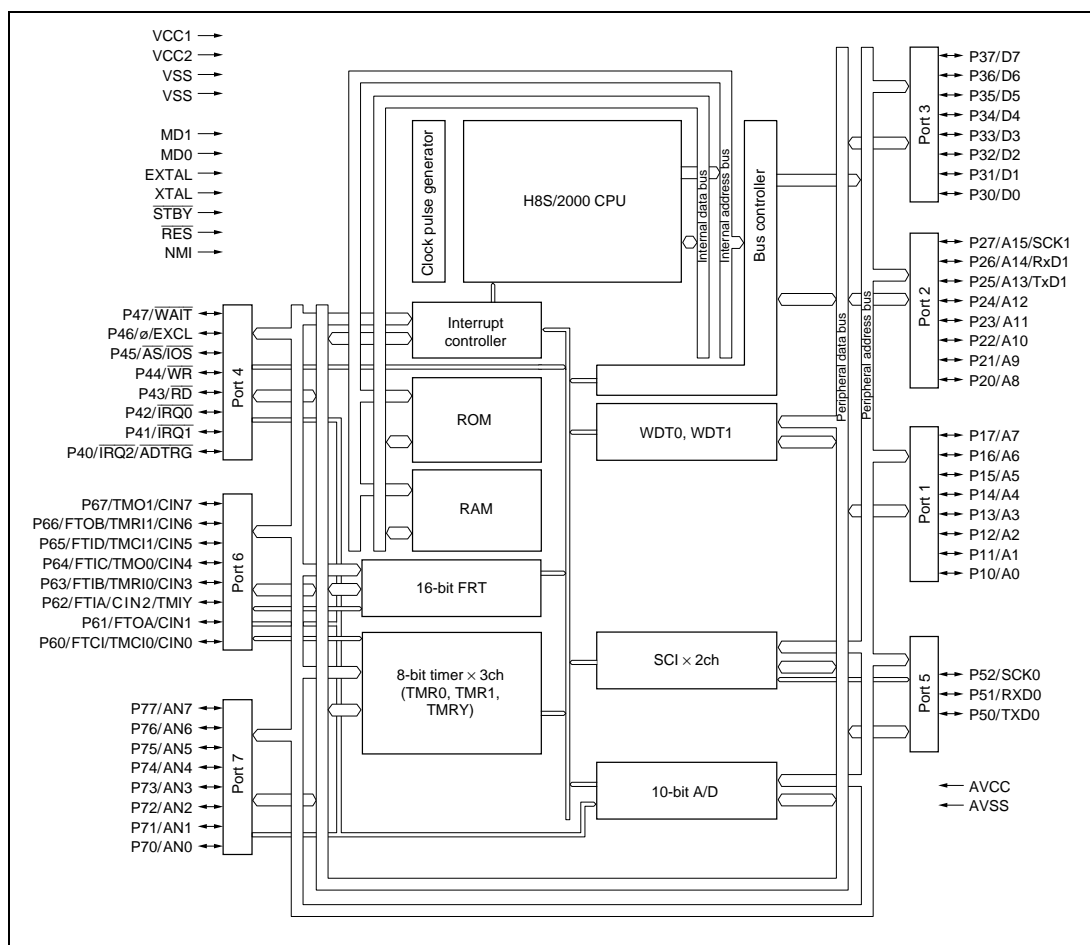 VCC1
VCC2
VSS
VSS
MD1
MD0
EXTAL
XTAL
STBY
RES
NMI
P47/WAIT
P46/ø/EXCL
P45/AS/IOS
P44/WR
P43/RD
P42/IRQ0
P41/IRQ1
P40/IRQ2/ADTRG
Port 4
P67/TMO1/CIN7
P66/FTOB/TMRI1/CIN6
P65/FTID/TMCI1/CIN5
P64/FTIC/TMO0/CIN4
P63/FTIB/TMRI0/CIN3
P62/FTIA/CIN2/TMIY
P61/FTOA/CIN1
P60/FTCI/TMCI0/CIN0
Port 6
P77/AN7
P76/AN6
P75/AN5
P74/AN4
P73/AN3
P72/AN2
P71/AN1
P70/AN0
Port 7
Clock pulse generator
H8S/2000 CPU
Internal data bus
Internal address bus
Bus controller
Interrupt
controller
ROM
RAM
16-bit FRT
8-bit timer × 3ch
(TMR0, TMR1,
TMRY)
WDT0, WDT1
SCI × 2ch
10-bit A/D
Peripheral data bus
Peripheral address bus
Port 3
P37/D7
P36/D6
P35/D5
P34/D4
P33/D3
P32/D2
P31/D1
P30/D0
Port 2
P27/A15/SCK1
P26/A14/RxD1
P25/A13/TxD1
P24/A12
P23/A11
P22/A10
P21/A9
P20/A8
Port 1
P17/A7
P16/A6
P15/A5
P14/A4
P13/A3
P12/A2
P11/A1
P10/A0
Port 5
P52/SCK0
P51/RXD0
P50/TXD0
AVCC
AVSS